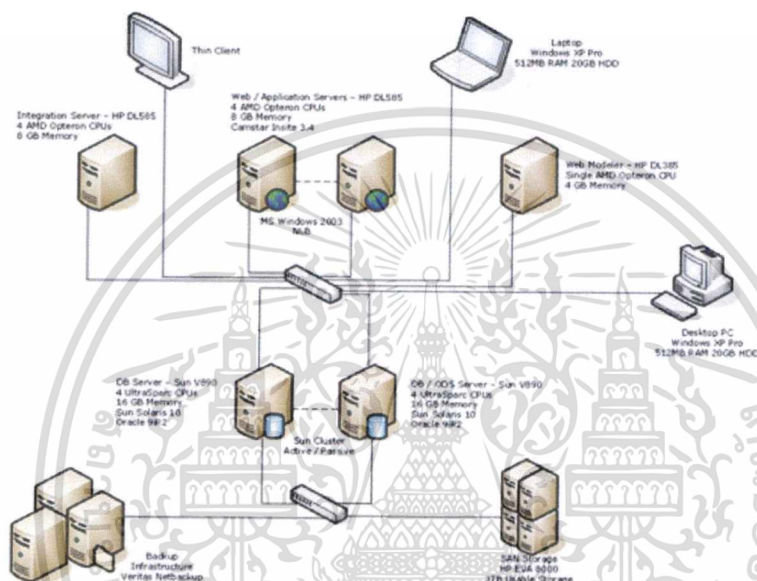 Thin Client
Laptop
Windows XP Pro
512MB RAM 20GB HDD
Integration Server - HP DL585
4 AMD Opteron CPUs
8 GB Memory
Web / Application Servers - HP DL585
4 AMD Opteron CPUs
8 GB Memory
Camstar Insite 3.4
MS Windows 2003
NLB
Web Modeler - HP DL385
Single AMD Opteron CPU
4 GB Memory
Desktop PC
Windows XP Pro
512MB RAM 20GB HDD
DB Server - Sun V890
4 UltraSparc CPUs
16 GB Memory
Sun Solaris 10
Oracle 9iR2
DB / ODS Server - Sun V890
4 UltraSparc CPUs
16 GB Memory
Sun Solaris 10
Oracle 9iR2
Sun Cluster
Active / Passive
Backup
Infrastructure
Veritas Netbackup
SAN Storage
HP EVA 8000
Usable Storage